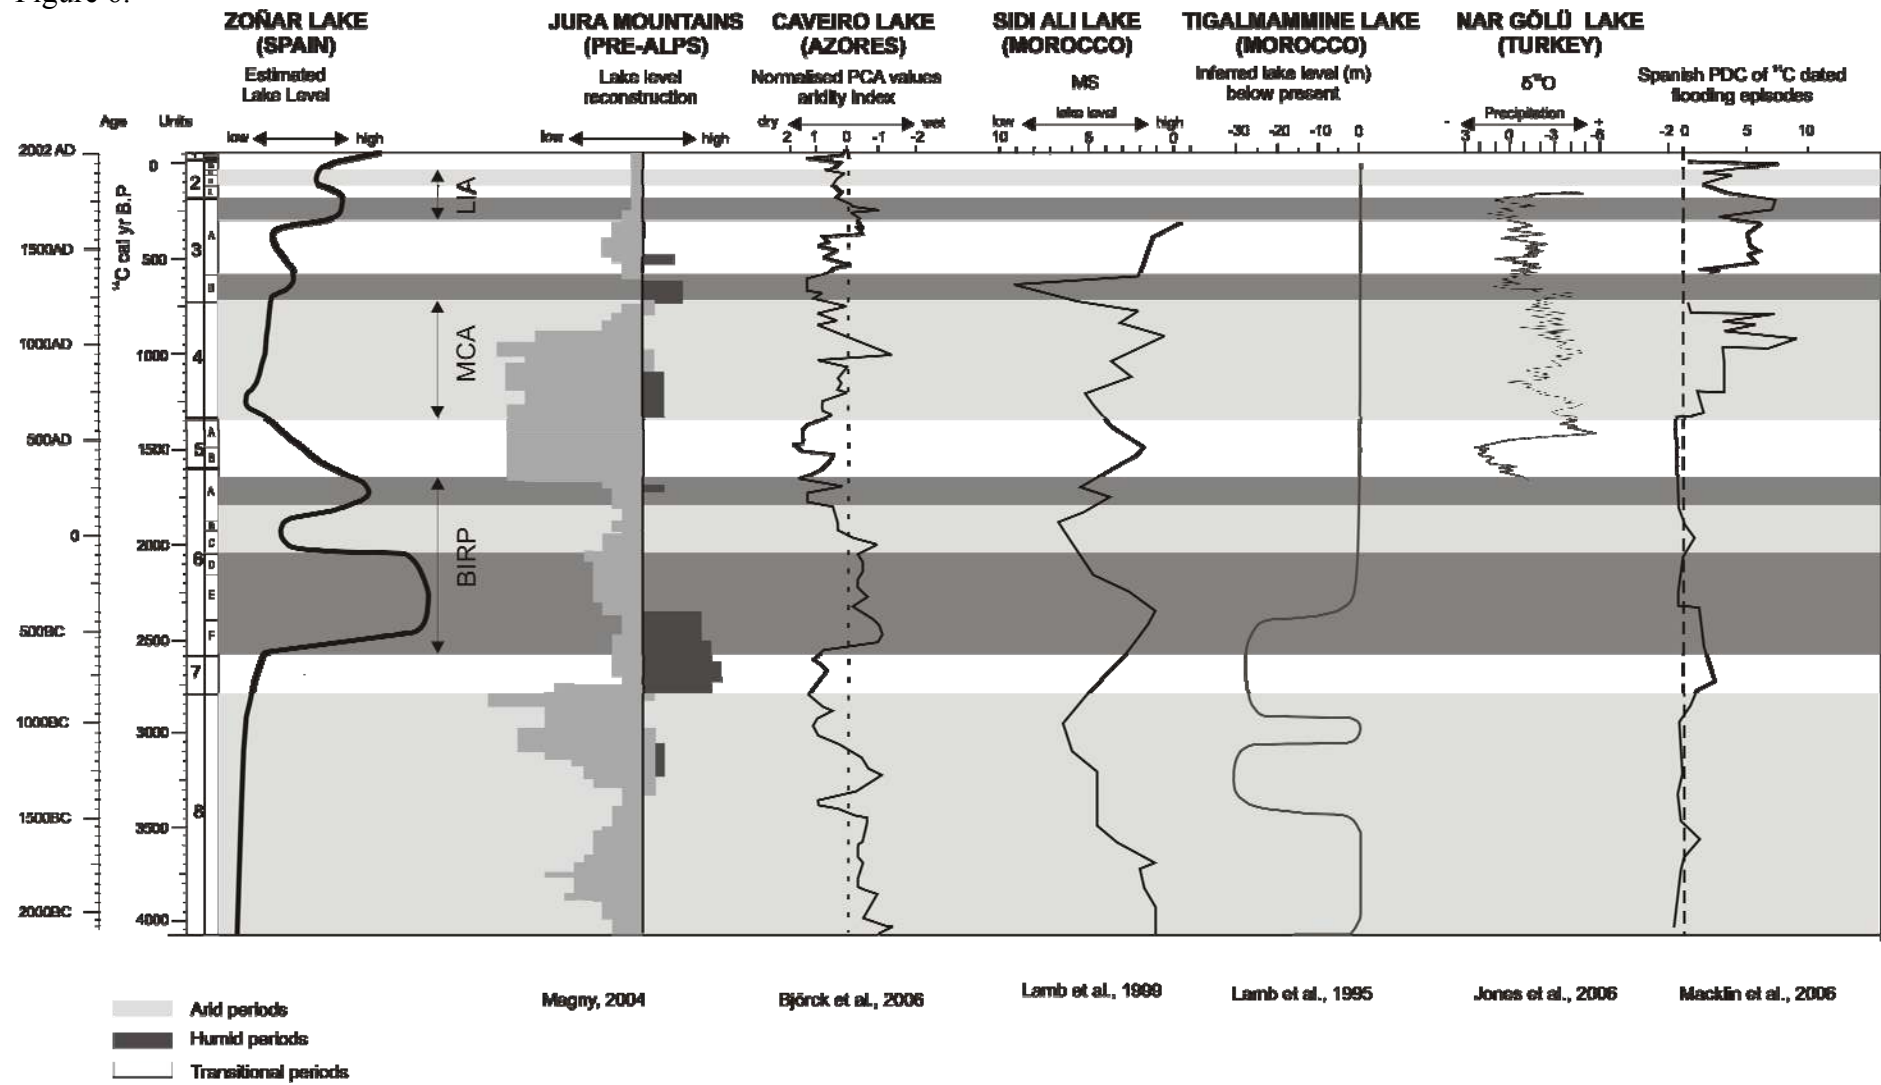 Figure 6.
ZOÑAR LAKE
(SPAIN)
Estimated
Lake Level
JURA MOUNTAINS
(PRE-ALPS)
Lake level
reconstruction
CAVEIRO LAKE
(AZORES)
Normalised PCA values
aridity index
SIDI ALI LAKE
(MOROCCO)
MS
TIGALMAMMINE LAKE
(MOROCCO)
Inferred lake level (m)
below present
NAR GÖLÜ LAKE
(TURKEY)
δ¹⁸O
Spanish PDC of ¹⁴C dated
flooding episodes
Age
Units
low high
low high
dry wet
2 1 0 -1 -2
low lake level high
10 5 0
-30 -20 -10 0
- Precipitation +
3 0 -3 -6
-2 0 5 10
2002 AD
1500AD
1000AD
500AD
0
500BC
1000BC
1500BC
2000BC
¹⁴C cal yr B.P
0
500
1000
1500
2000
2500
3000
3500
4000
2
3
A
B
4
5
A
B
6
A
B
C
D
E
F
7
8
LIA
MCA
BIRP
Magny, 2004
Björck et al., 2006
Lamb et al., 1999
Lamb et al., 1995
Jones et al., 2006
Macklin et al., 2006
Arid periods
Humid periods
Transitional periods